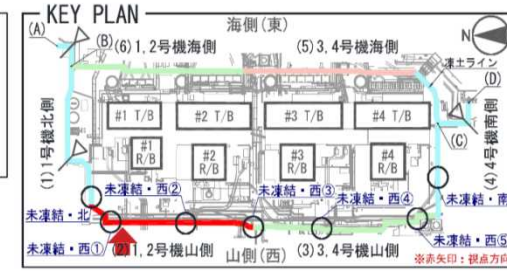 KEY PLAN
海側(東)
N
(A)
(B)
(6)1,2号機海側
(5)3,4号機海側
凍土ライン
(D)
#1 T/B
#2 T/B
#3 T/B
#4 T/B
(C)
(1)1号機北側
#1
R/B
#2
R/B
#3
R/B
#4
R/B
(4)4号機南側
未凍結・西②
未凍結・西③
未凍結・西④
未凍結・南
未凍結・北
未凍結・西①
(2)1,2号機山側
(3)3,4号機山側
未凍結・西⑤
山側(西)
※赤矢印:視点方向